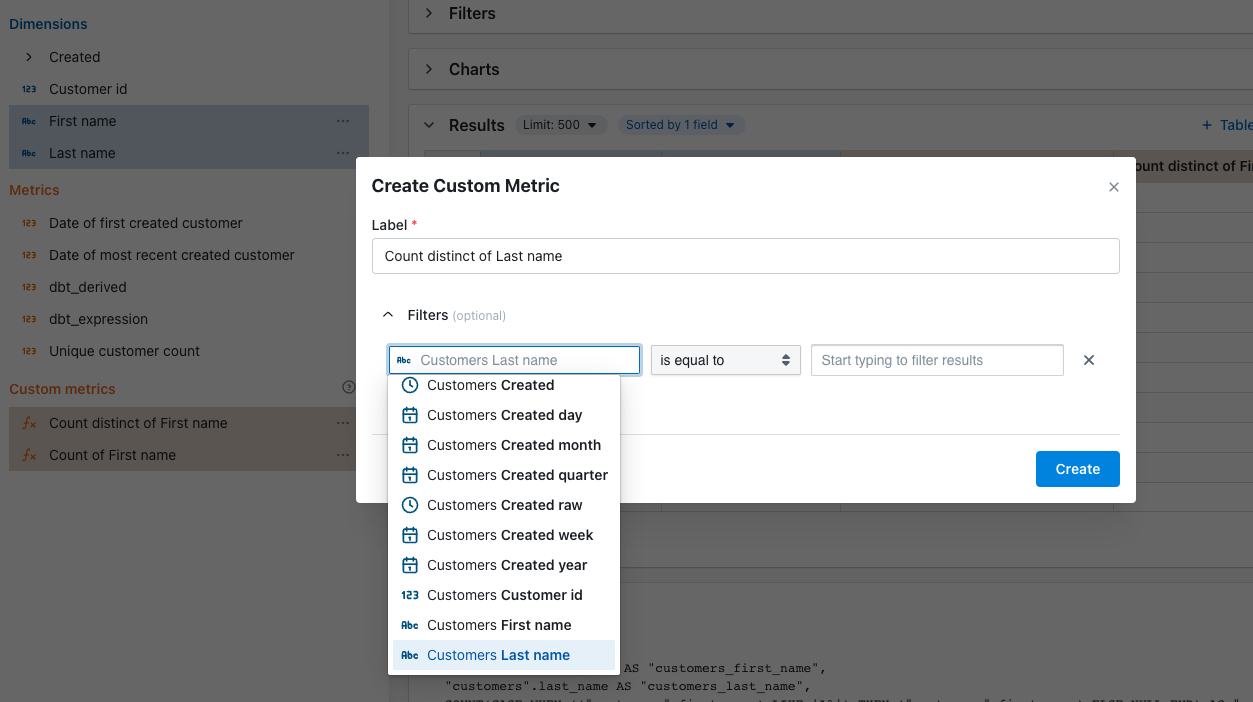 Dimensions
Created
123 Customer id
Abc First name
Abc Last name
Metrics
123 Date of first created customer
123 Date of most recent created customer
123 dbt_derived
123 dbt_expression
123 Unique customer count
Custom metrics
fx Count distinct of First name
fx Count of First name
Filters
Charts
Results Limit: 500 Sorted by 1 field + Table
ount distinct of Fi
Create Custom Metric
Label *
Count distinct of Last name
Filters (optional)
Abc Customers Last name is equal to Start typing to filter results
Customers Created
Customers Created day
Customers Created month
Customers Created quarter
Customers Created raw
Customers Created week
Customers Created year
123 Customers Customer id
Abc Customers First name
Abc Customers Last name
Create
AS "customers_first_name",
"customers".last_name AS "customers_last_name",